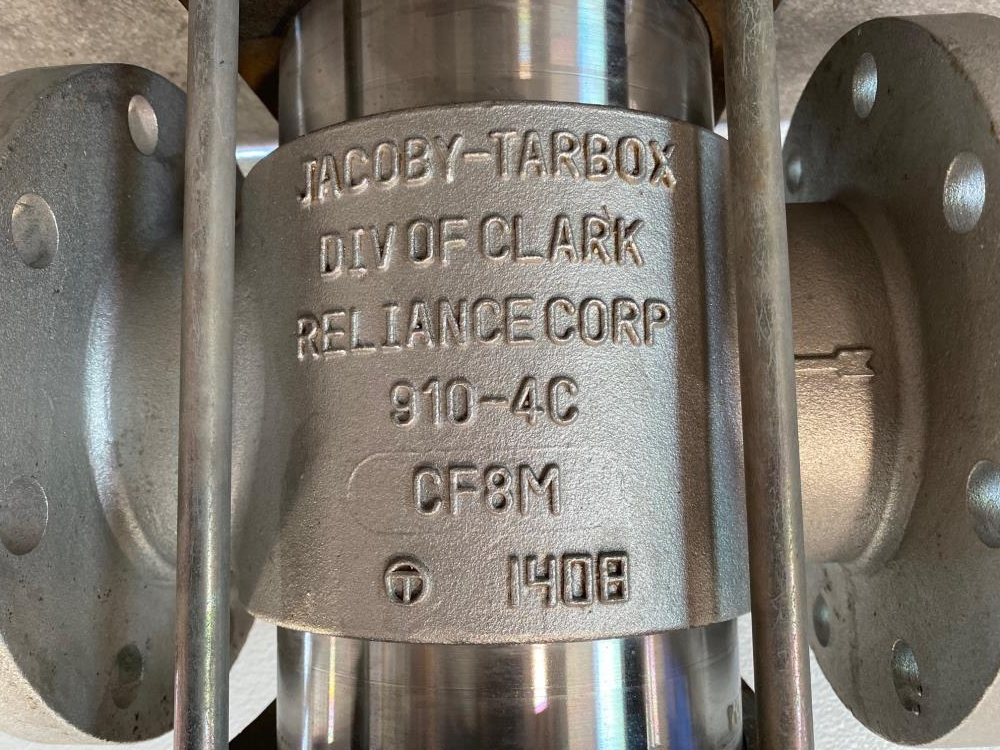 JACOBY-TARBOX
DIV OF CLARK
RELIANCE CORP
910-4C
CF8M
T 1408